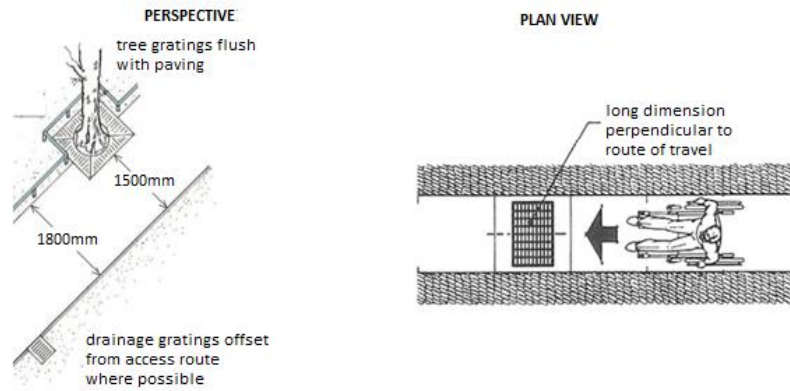 PERSPECTIVE
tree gratings flush
with paving
1500mm
1800mm
drainage gratings offset
from access route
where possible
PLAN VIEW
long dimension
perpendicular to
route of travel